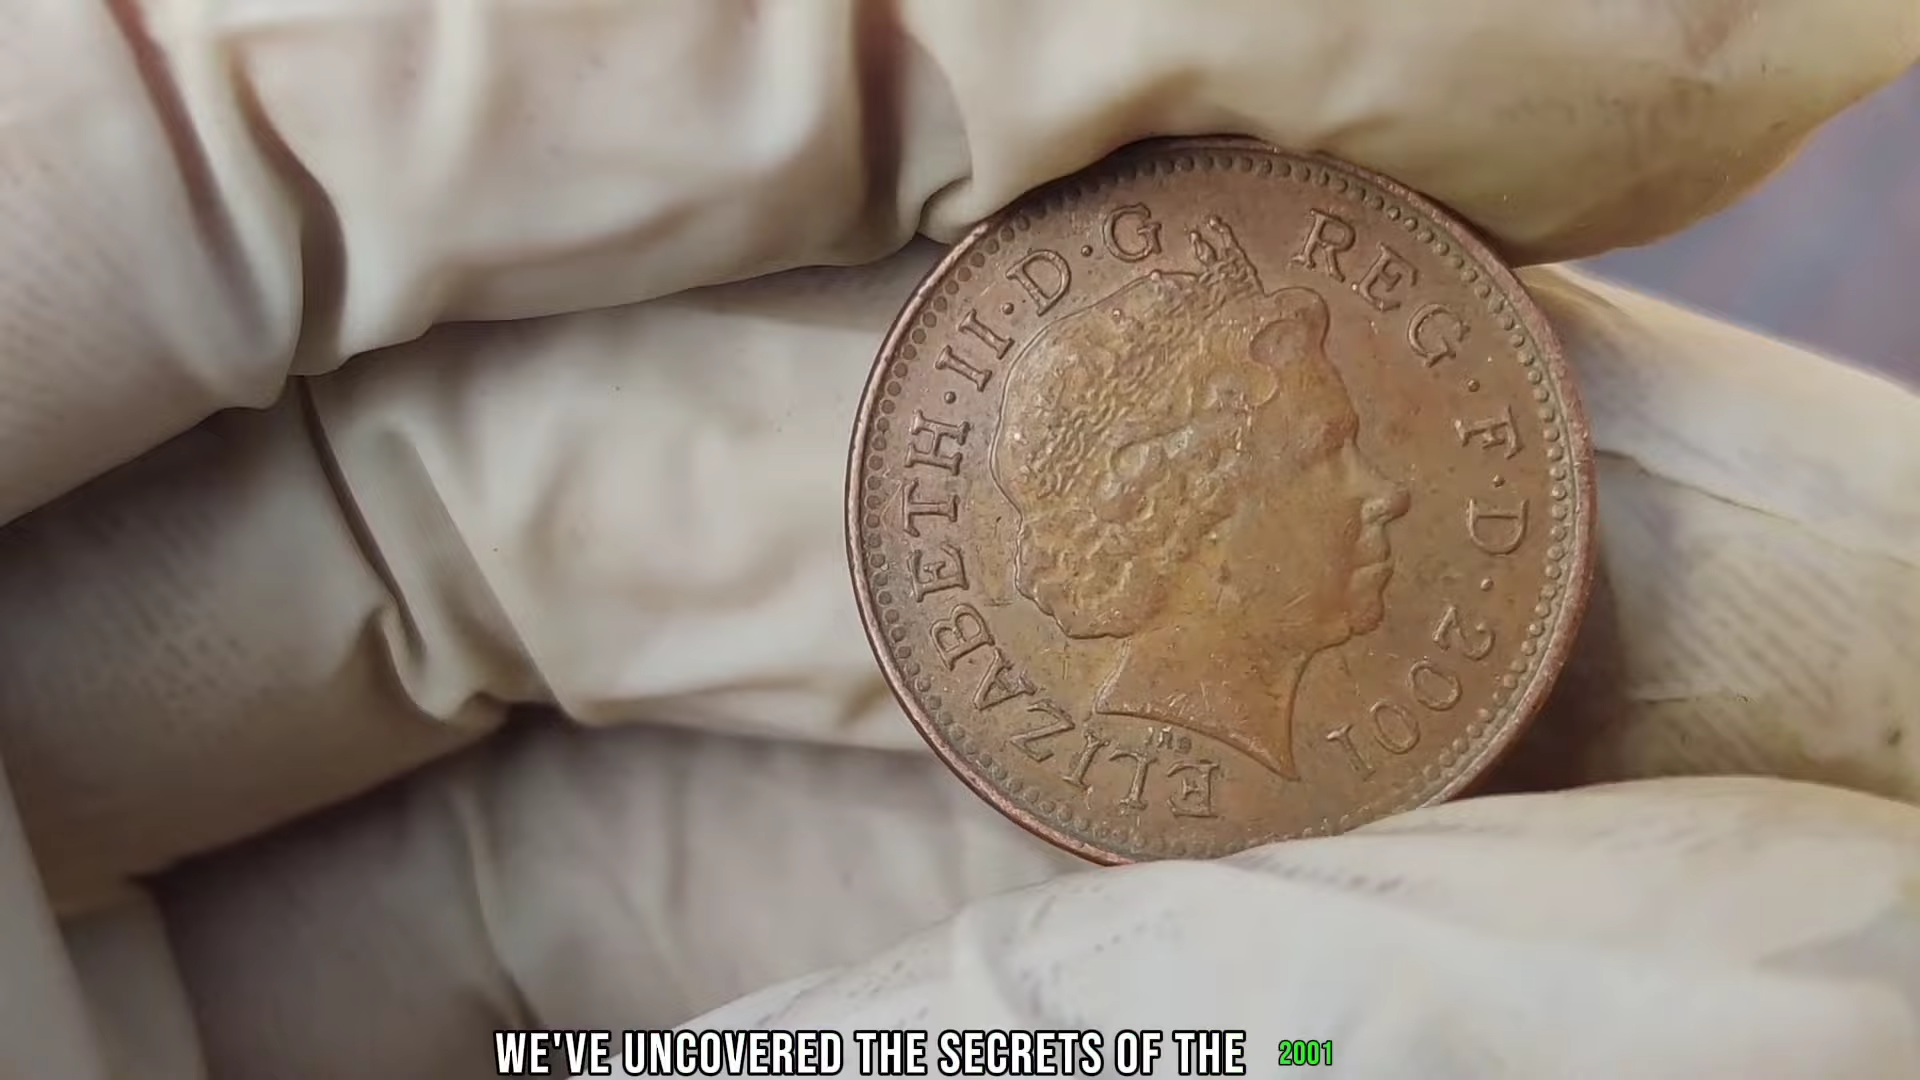 ELIZABETH·II·D·G REG·F·D·2001
IRB
WE'VE UNCOVERED THE SECRETS OF THE 2001